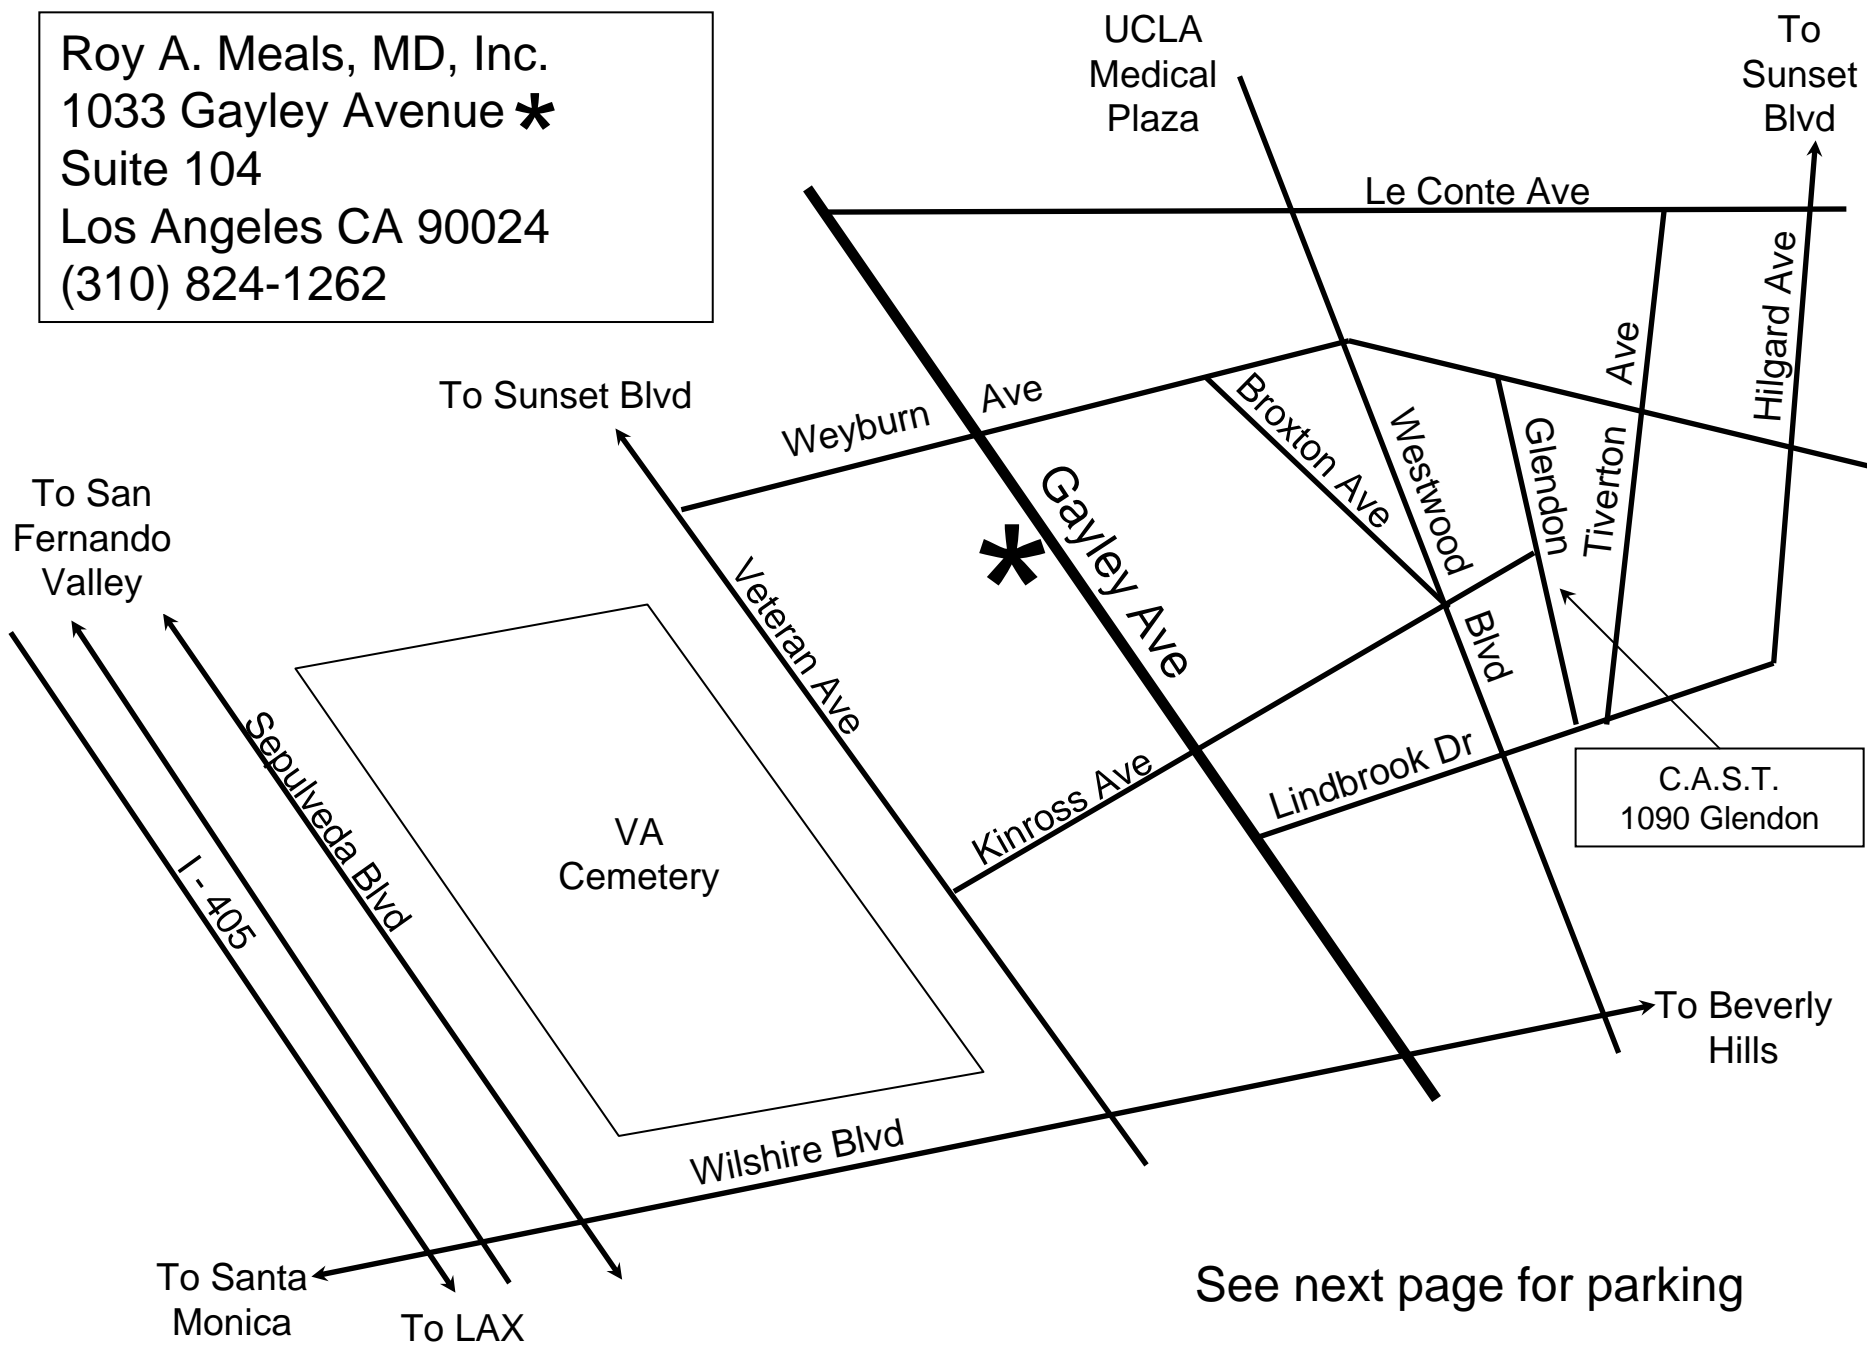 Roy A. Meals, MD, Inc.
1033 Gayley Avenue *
Suite 104
Los Angeles CA 90024
(310) 824-1262
UCLA
Medical
Plaza
To
Sunset
Blvd
Le Conte Ave
Hilgard Ave
To Sunset Blvd
Weyburn Ave
Broxton Ave
Westwood Blvd
Glendon
Tiverton Ave
To San
Fernando
Valley
*
Gayley Ave
Veteran Ave
Sepulveda Blvd
I - 405
VA
Cemetery
Kinross Ave
Lindbrook Dr
C.A.S.T.
1090 Glendon
To Beverly
Hills
Wilshire Blvd
To Santa
Monica
To LAX
See next page for parking